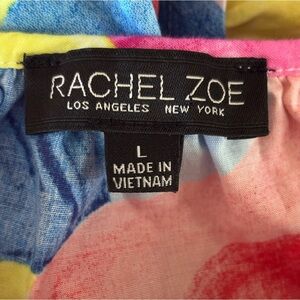 RACHEL ZOE
LOS ANGELES NEW YORK
L
MADE IN
VIETNAM